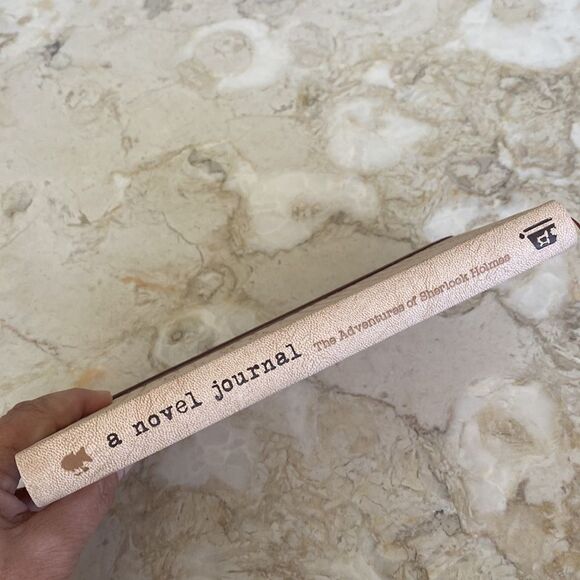 a novel journal The Adventures of Sherlock Holmes